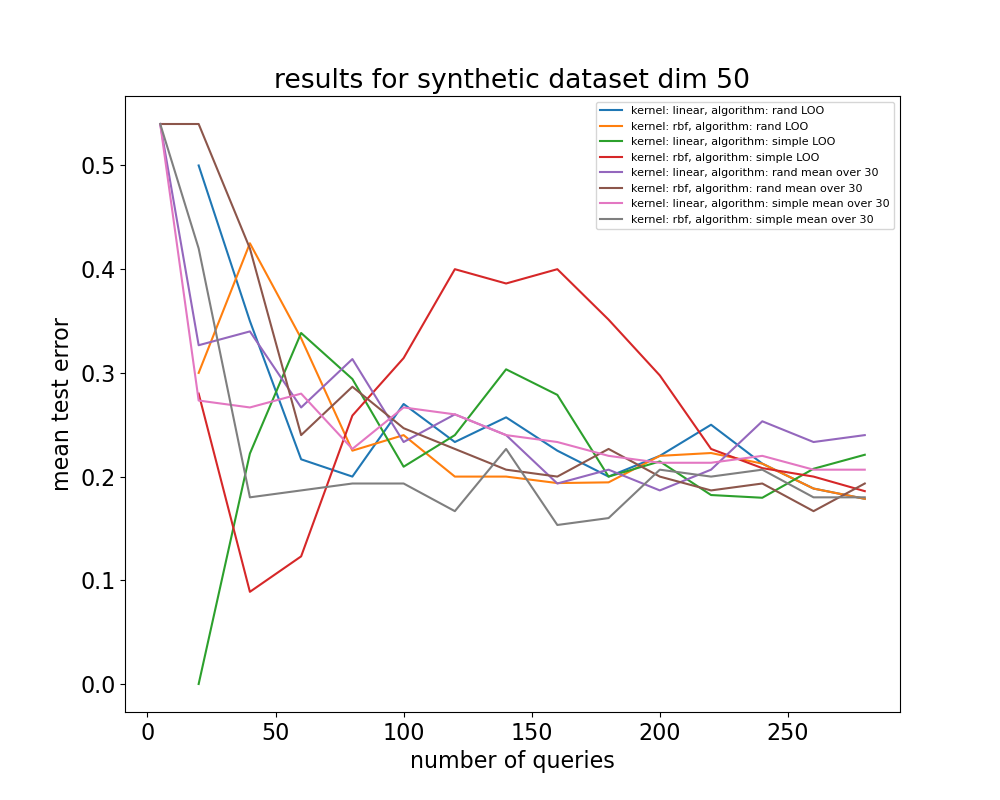 results for synthetic dataset dim 50
kernel: linear, algorithm: rand LOO
kernel: rbf, algorithm: rand LOO
kernel: linear, algorithm: simple LOO
kernel: rbf, algorithm: simple LOO
kernel: linear, algorithm: rand mean over 30
kernel: rbf, algorithm: rand mean over 30
kernel: linear, algorithm: simple mean over 30
kernel: rbf, algorithm: simple mean over 30
mean test error
0.5
0.4
0.3
0.2
0.1
0.0
0 50 100 150 200 250
number of queries